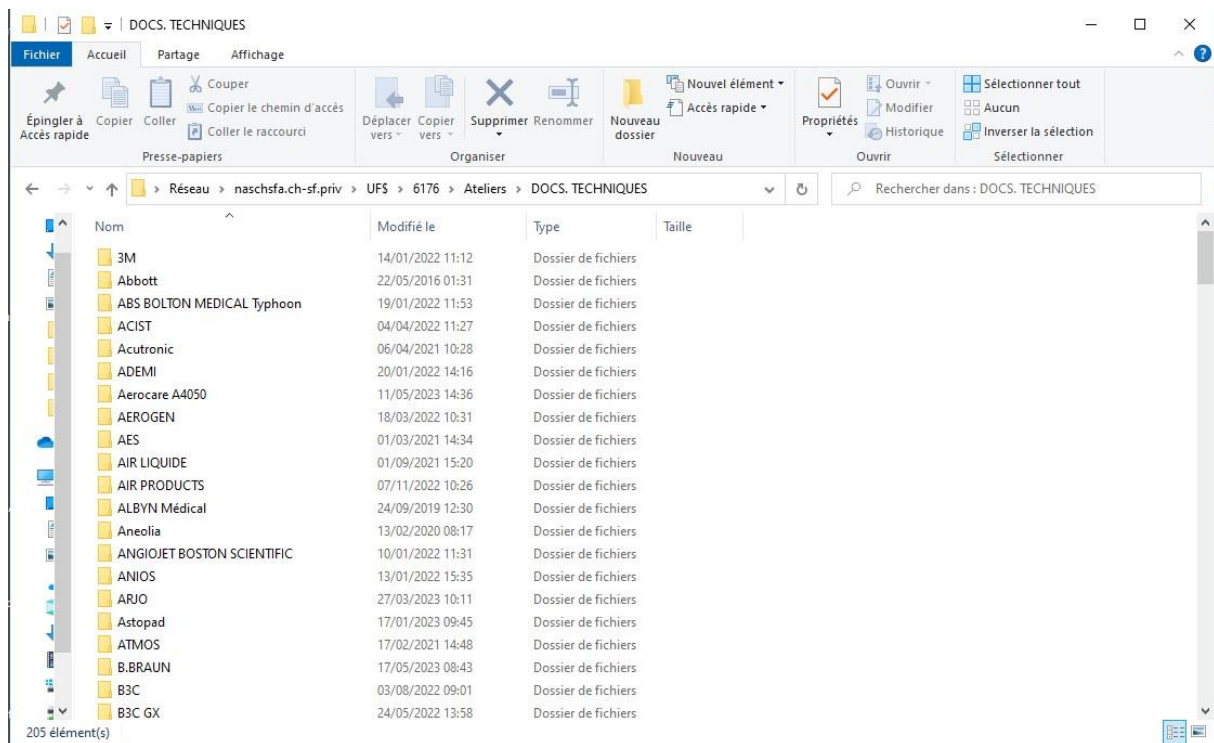 DOCS. TECHNIQUES
Fichier Accueil Partage Affichage
Épingler à Accès rapide
Copier
Coller
Couper
Copier le chemin d'accès
Coller le raccourci
Presse-papiers
Déplacer vers
Copier vers
Supprimer
Renommer
Organiser
Nouveau dossier
Nouvel élément
Accès rapide
Nouveau
Propriétés
Ouvrir
Modifier
Historique
Ouvrir
Sélectionner tout
Aucun
Inverser la sélection
Sélectionner
Réseau > naschsfa.ch-sf.priv > UF$ > 6176 > Ateliers > DOCS. TECHNIQUES
Rechercher dans : DOCS. TECHNIQUES
Nom Modifié le Type Taille
3M 14/01/2022 11:12 Dossier de fichiers
Abbott 22/05/2016 01:31 Dossier de fichiers
ABS BOLTON MEDICAL Typhoon 19/01/2022 11:53 Dossier de fichiers
ACIST 04/04/2022 11:27 Dossier de fichiers
Acutronic 06/04/2021 10:28 Dossier de fichiers
ADEMI 20/01/2022 14:16 Dossier de fichiers
Aerocare A4050 11/05/2023 14:36 Dossier de fichiers
AEROGEN 18/03/2022 10:31 Dossier de fichiers
AES 01/03/2021 14:34 Dossier de fichiers
AIR LIQUIDE 01/09/2021 15:20 Dossier de fichiers
AIR PRODUCTS 07/11/2022 10:26 Dossier de fichiers
ALBYN Médical 24/09/2019 12:30 Dossier de fichiers
Aneolia 13/02/2020 08:17 Dossier de fichiers
ANGIOJET BOSTON SCIENTIFIC 10/01/2022 11:31 Dossier de fichiers
ANIOS 13/01/2022 15:35 Dossier de fichiers
ARJO 27/03/2023 10:11 Dossier de fichiers
Astopad 17/01/2023 09:45 Dossier de fichiers
ATMOS 17/02/2021 14:48 Dossier de fichiers
B.BRAUN 17/05/2023 08:43 Dossier de fichiers
B3C 03/08/2022 09:01 Dossier de fichiers
B3C GX 24/05/2022 13:58 Dossier de fichiers
205 élément(s)